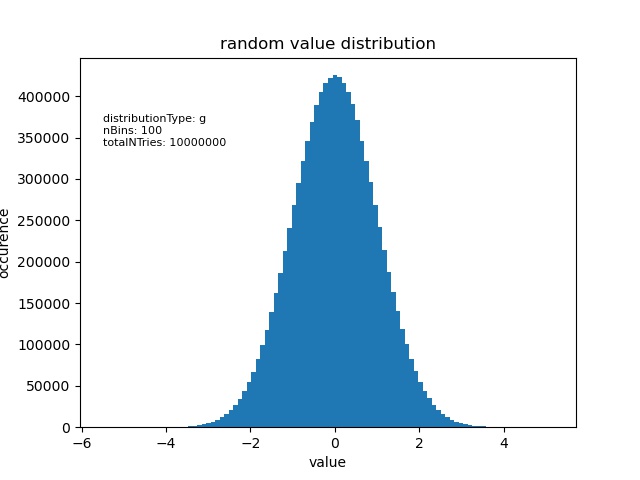 random value distribution
distributionType: g
nBins: 100
totalNTries: 10000000
400000
350000
300000
250000
200000
150000
100000
50000
0
occurence
−6 −4 −2 0 2 4
value